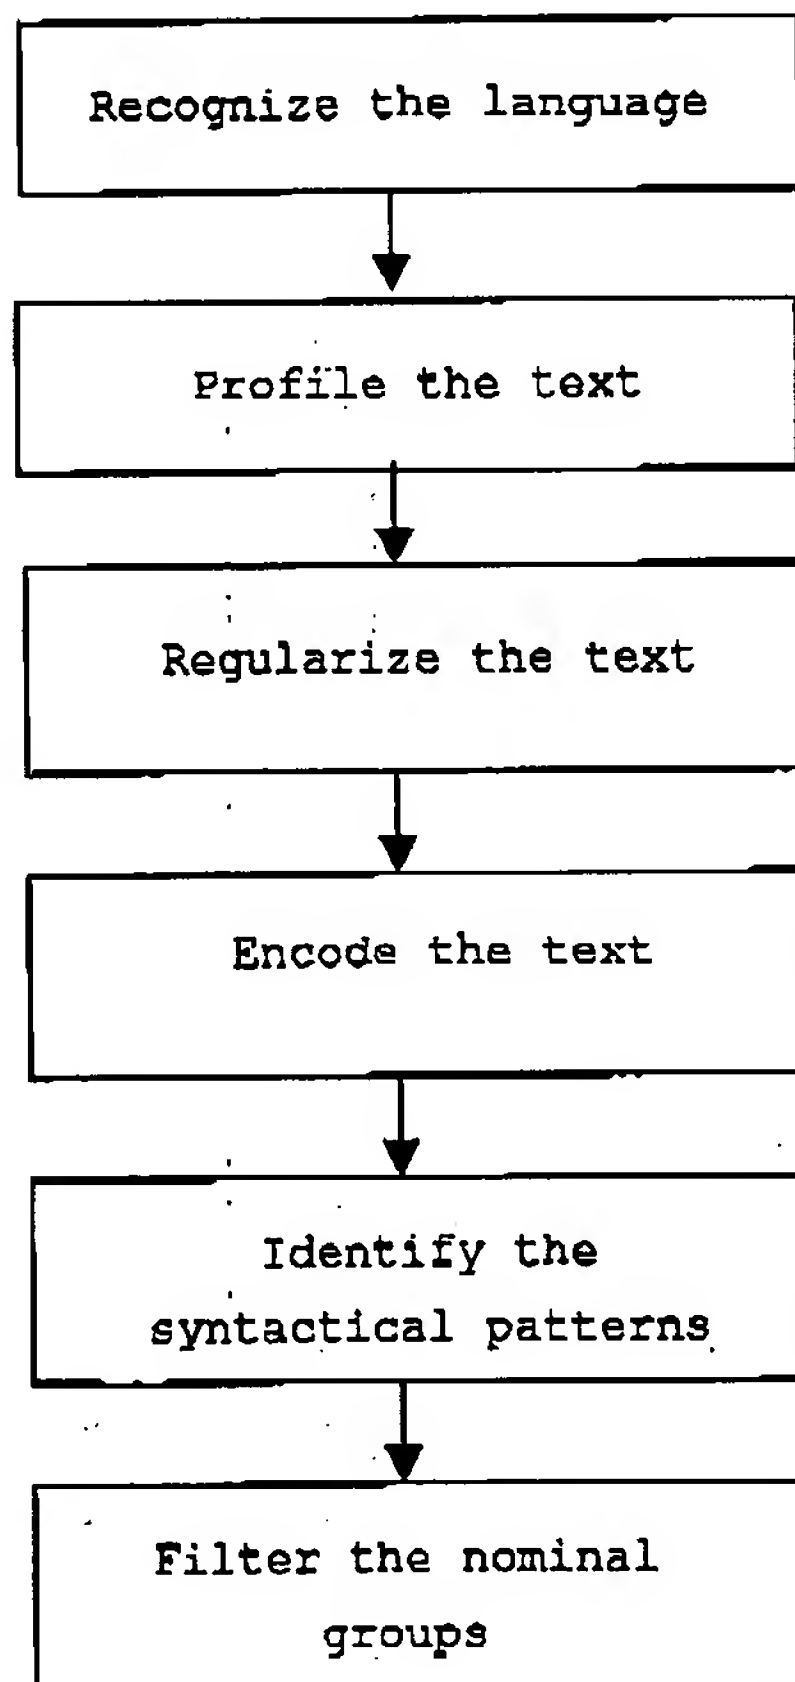 Recognize the language
Profile the text
Regularize the text
Encode the text
Identify the
syntactical patterns
Filter the nominal
groups